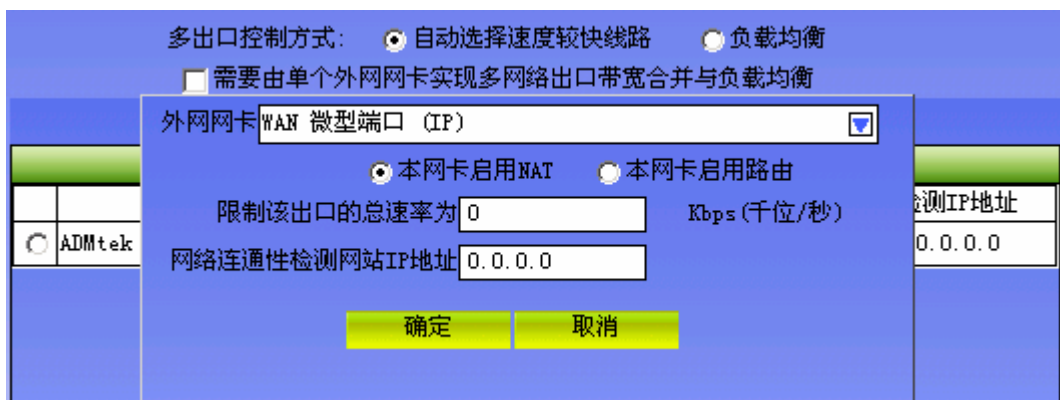 多出口控制方式: 自动选择速度较快线路 负载均衡
需要由单个外网网卡实现多网络出口带宽合并与负载均衡
外网网卡 WAN 微型端口 (IP)
本网卡启用NAT 本网卡启用路由
限制该出口的总速率为 0 Kbps(千位/秒)
测IP地址
ADMtek
0.0.0.0
网络连通性检测网站IP地址 0.0.0.0
确定 取消